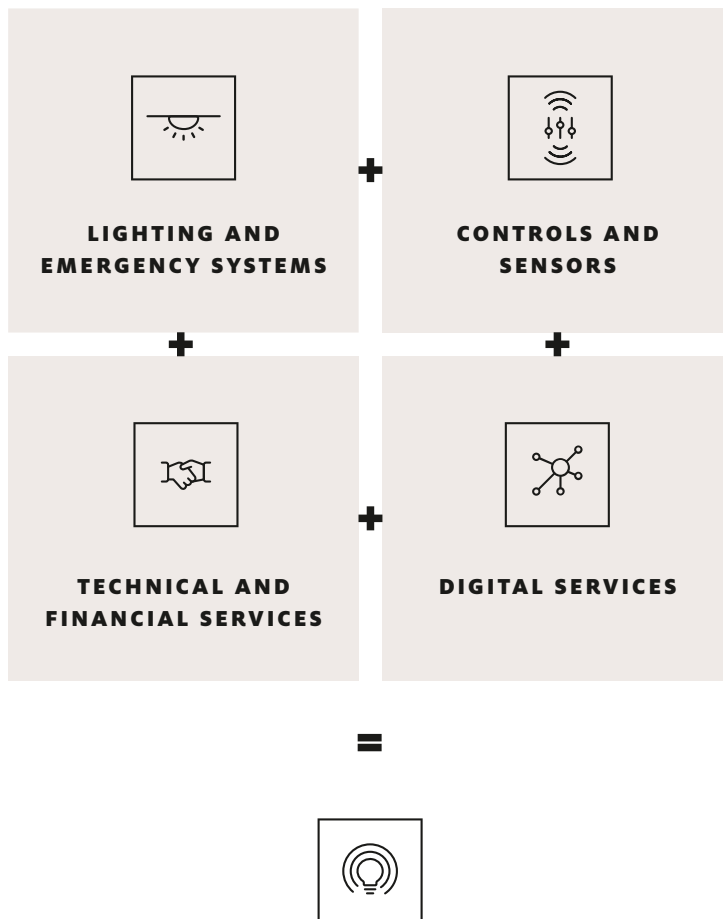 LIGHTING AND
EMERGENCY SYSTEMS
+
CONTROLS AND
SENSORS
+
+
TECHNICAL AND
FINANCIAL SERVICES
+
DIGITAL SERVICES
=